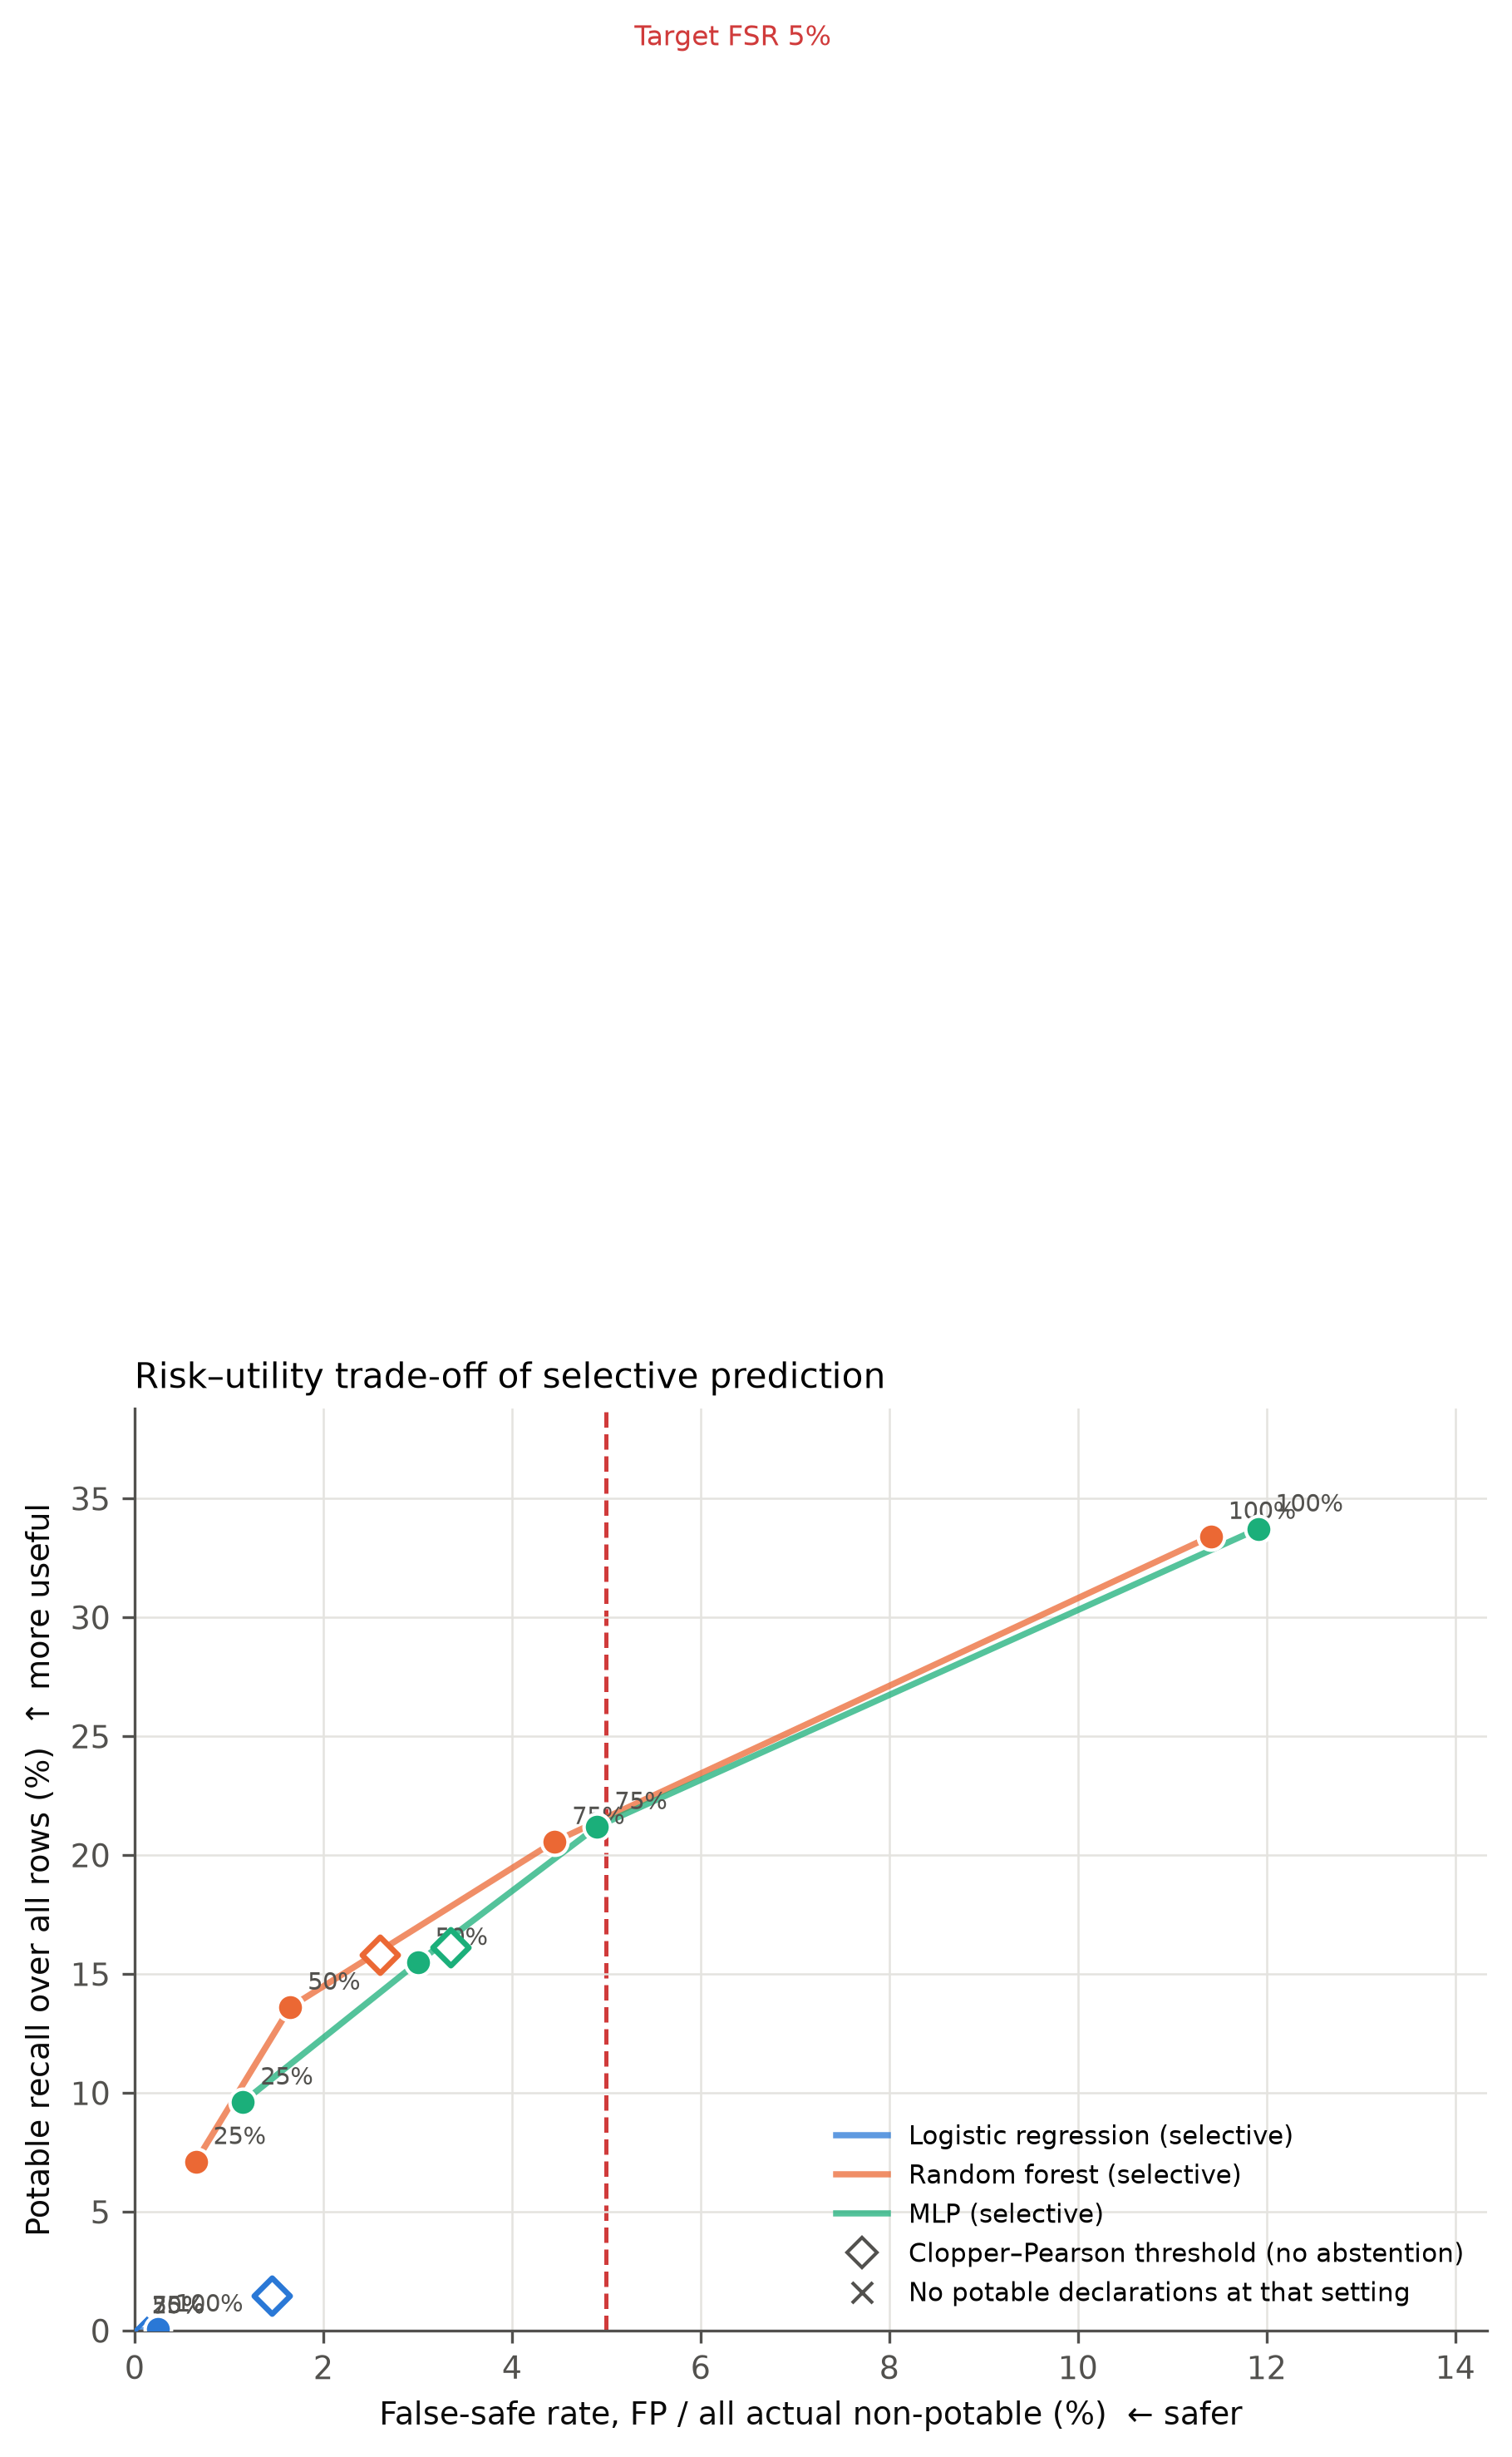 Target FSR 5%
Risk–utility trade-off of selective prediction
Potable recall over all rows (%) ↑ more useful
35
30
25
20
15
10
5
0
100%
100%
75%
75%
50%
50%
25%
25%
100%
Logistic regression (selective)
Random forest (selective)
MLP (selective)
Clopper–Pearson threshold (no abstention)
No potable declarations at that setting
0 2 4 6 8 10 12 14
False-safe rate, FP / all actual non-potable (%) ← safer